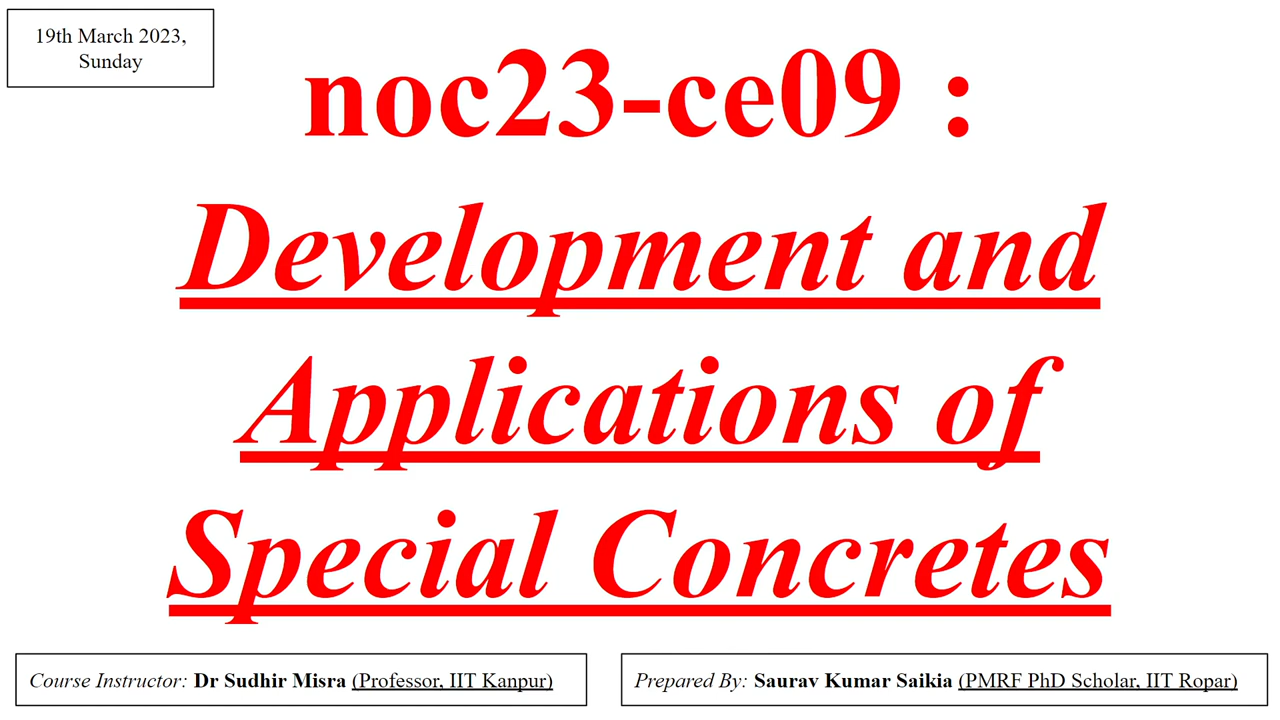 19th March 2023,
Sunday
noc23-ce09 :
Development and
Applications of
Special Concretes
Course Instructor: Dr Sudhir Misra (Professor, IIT Kanpur)
Prepared By: Saurav Kumar Saikia (PMRF PhD Scholar, IIT Ropar)